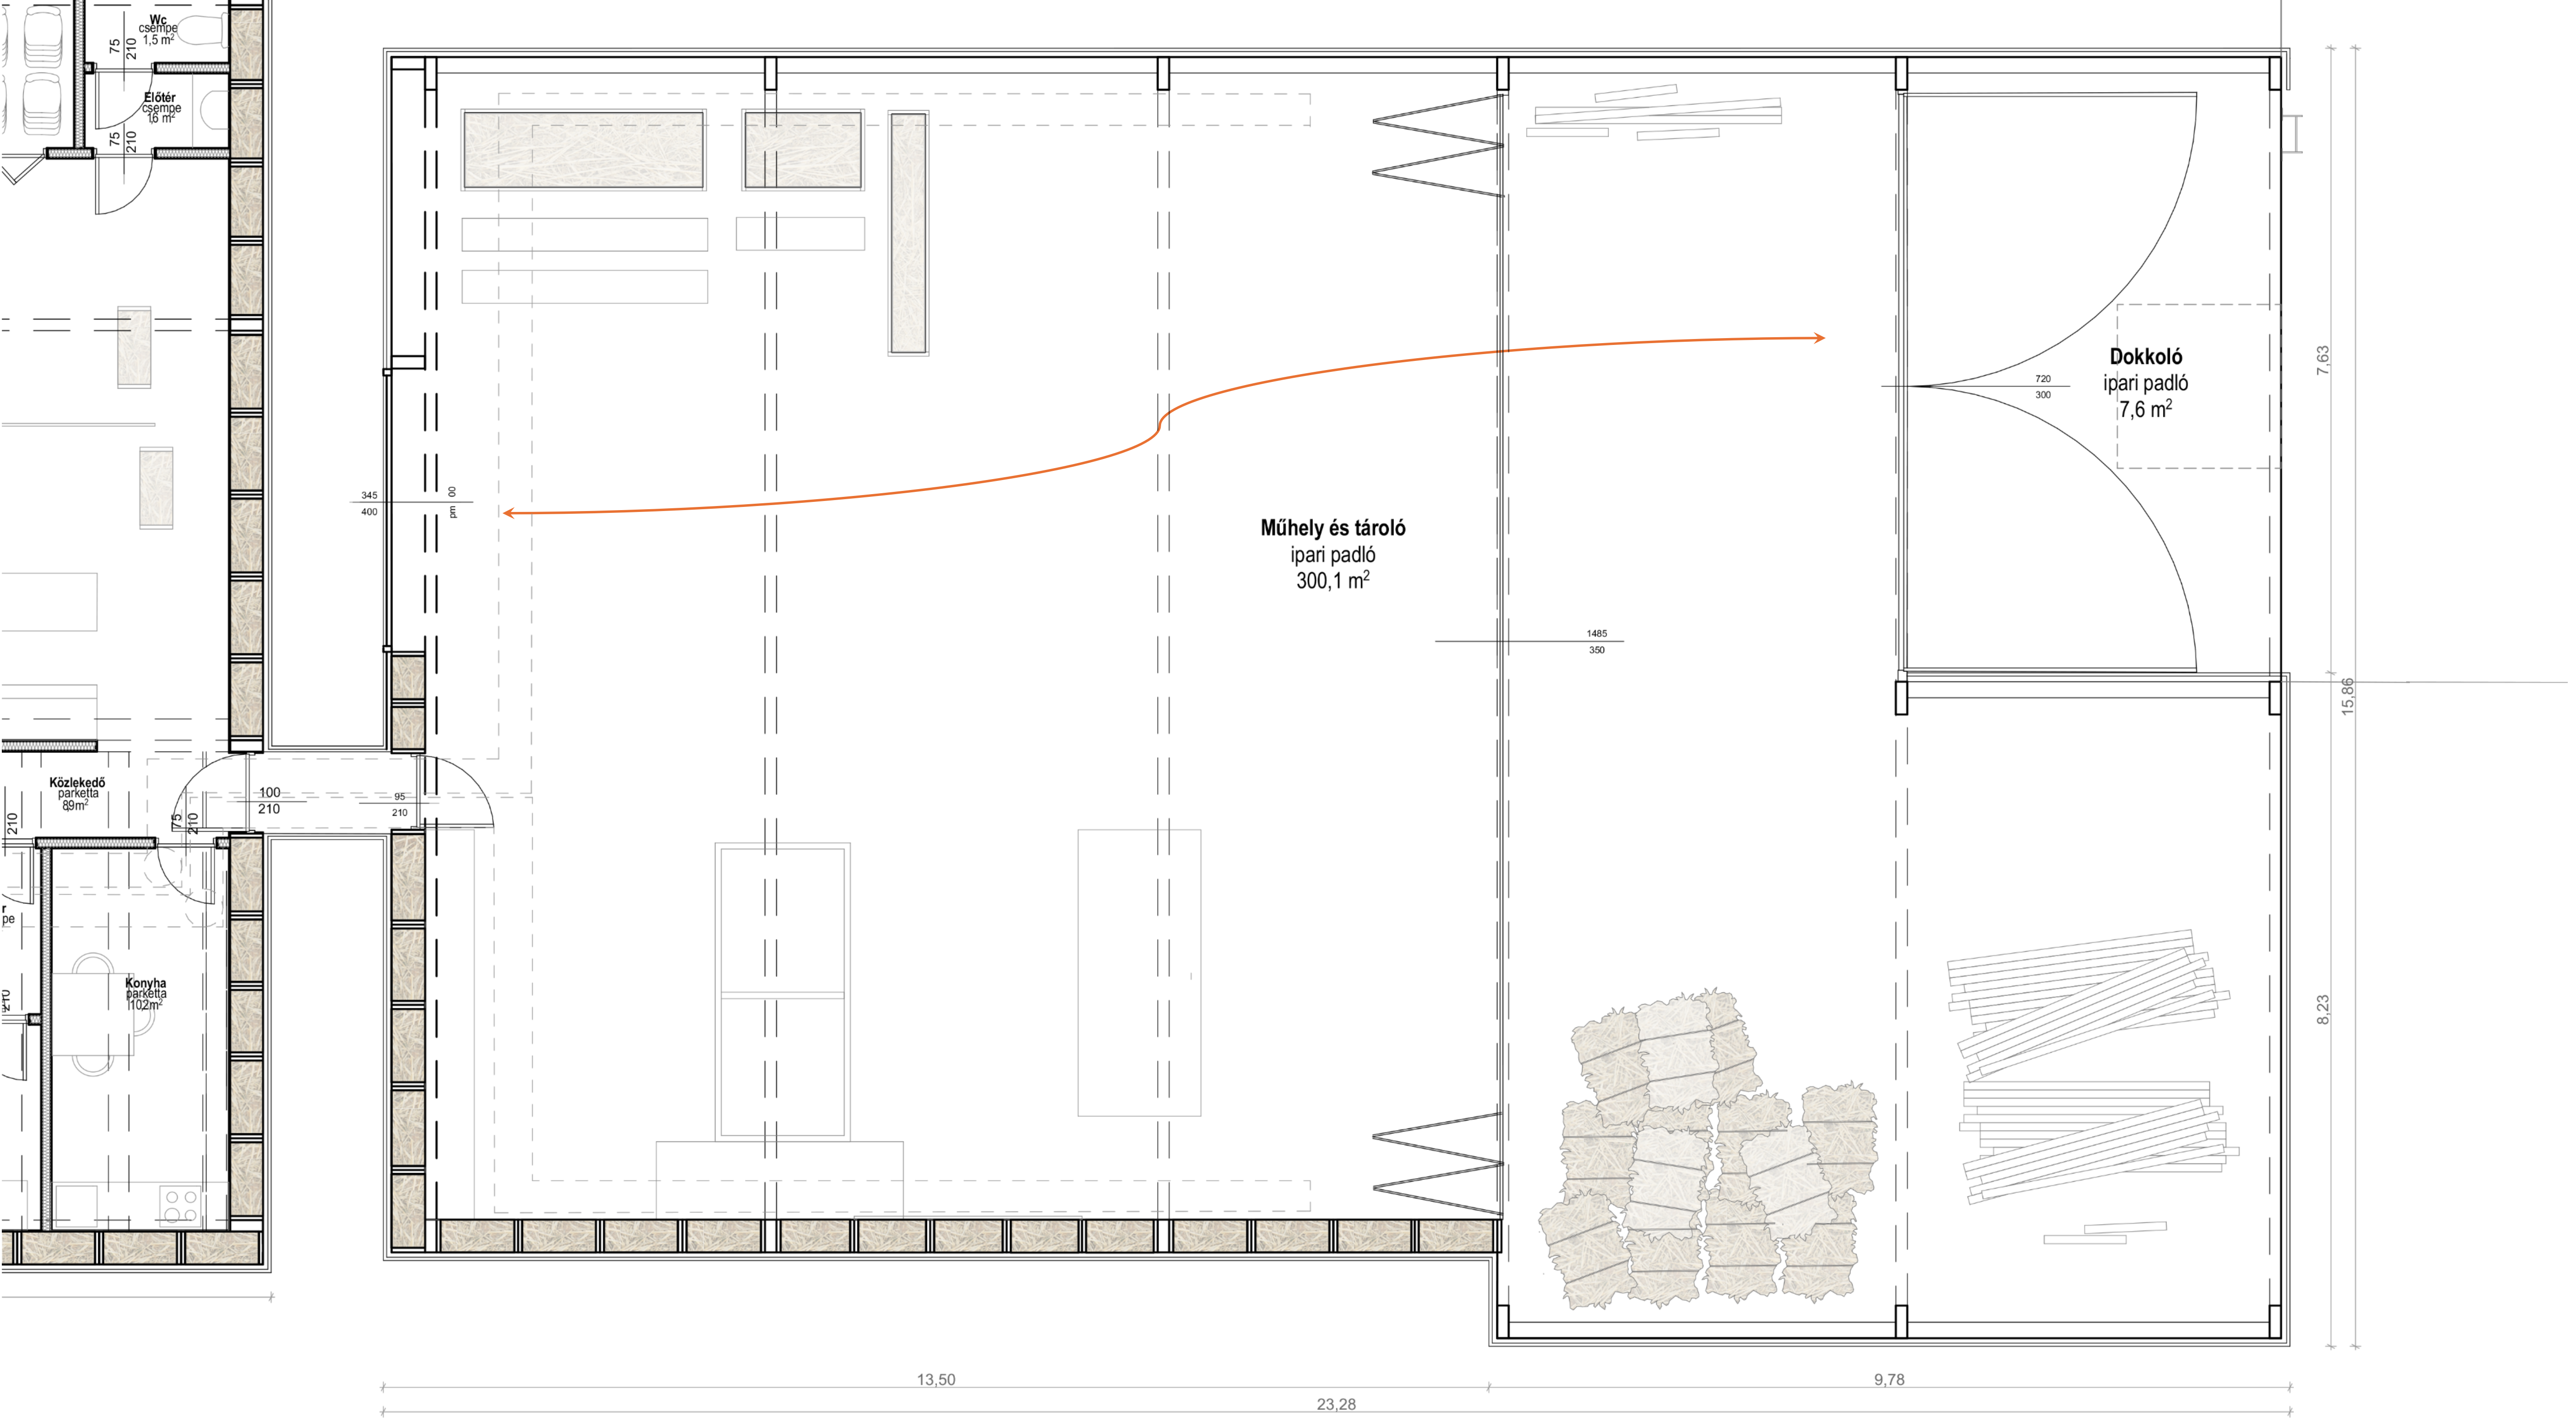 Wc
csempe
1,5 m²
75
210
Előtér
csempe
16 m²
75
210
Dokkoló
ipari padló
7,6 m²
720
300
7,63
345
400
pm 00
Műhely és tároló
ipari padló
300,1 m²
1485
350
15,86
Közlekedő
parketta
89m²
100
210
95
210
75
210
210
r
pe
Konyha
parketta
102m²
210
8,23
13,50
9,78
23,28